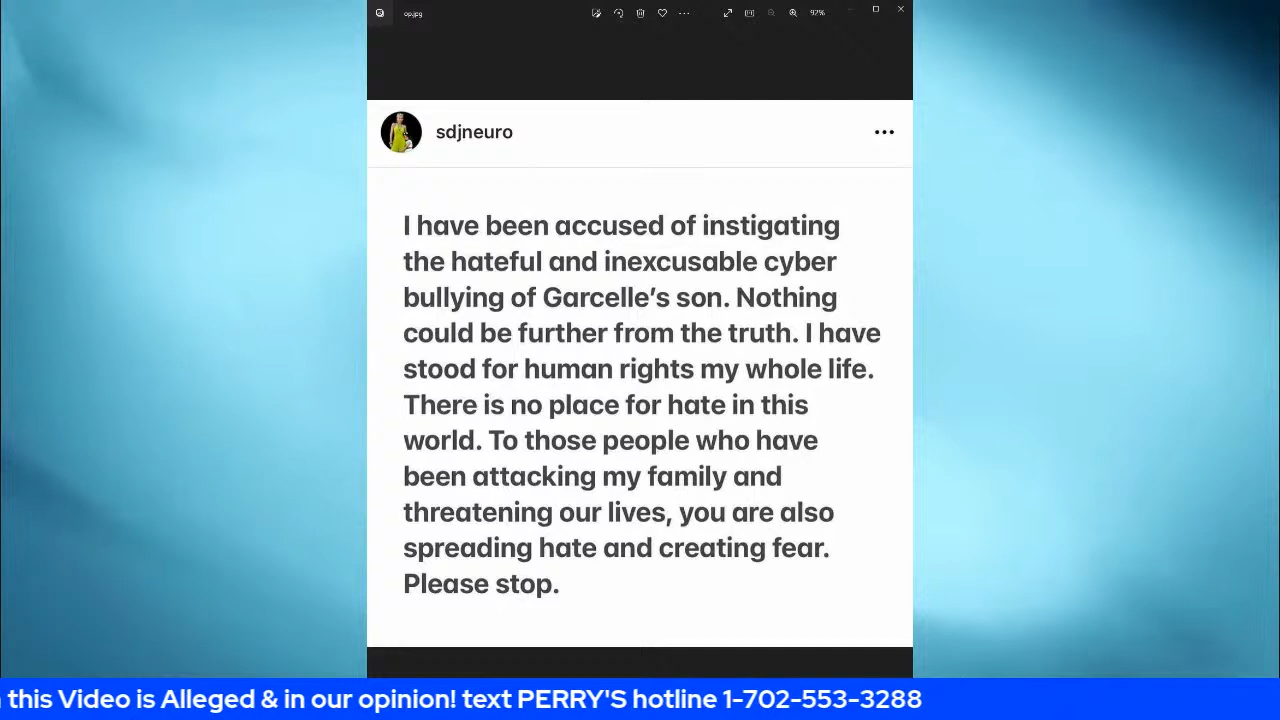 op.jpg
92%
sdjneuro
I have been accused of instigating
the hateful and inexcusable cyber
bullying of Garcelle's son. Nothing
could be further from the truth. I have
stood for human rights my whole life.
There is no place for hate in this
world. To those people who have
been attacking my family and
threatening our lives, you are also
spreading hate and creating fear.
Please stop.
this Video is Alleged & in our opinion! text PERRY'S hotline 1-702-553-3288